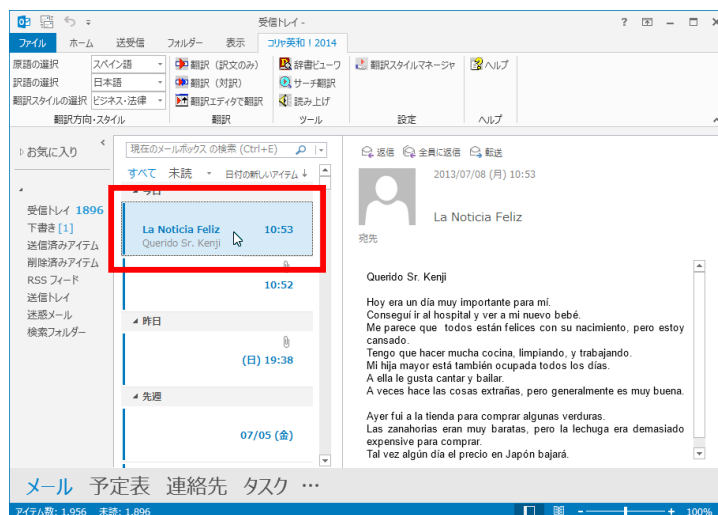 受信トレイ -
ファイル ホーム 送受信 フォルダー 表示 コリャ英和！2014
原語の選択 スペイン語
訳語の選択 日本語
翻訳スタイルの選択 ビジネス・法律
翻訳方向・スタイル
翻訳（訳文のみ）
翻訳（対訳）
翻訳エディタで翻訳
翻訳
辞書ビューワ
サーチ翻訳
読み上げ
ツール
翻訳スタイルマネージャ
設定
ヘルプ
ヘルプ
お気に入り
受信トレイ 1896
下書き [1]
送信済みアイテム
削除済みアイテム
RSS フィード
送信トレイ
迷惑メール
検索フォルダー
現在のメールボックス の検索 (Ctrl+E)
すべて 未読 日付の新しいアイテム ↓
今日
La Noticia Feliz 10:53
Querido Sr. Kenji
10:52
昨日
(日) 19:38
先週
07/05 (金)
返信 全員に返信 転送
2013/07/08 (月) 10:53
La Noticia Feliz
宛先
Querido Sr. Kenji
Hoy era un día muy importante para mí.
Conseguí ir al hospital y ver a mi nuevo bebé.
Me parece que todos están felices con su nacimiento, pero estoy
cansado.
Tengo que hacer mucha cocina, limpiando, y trabajando.
Mi hija mayor está también ocupada todos los días.
A ella le gusta cantar y bailar.
A veces hace las cosas extrañas, pero generalmente es muy buena.
Ayer fui a la tienda para comprar algunas verduras.
Las zanahorias eran muy baratas, pero la lechuga era demasiado
expensive para comprar.
Tal vez algún día el precio en Japón bajará.
メール 予定表 連絡先 タスク ···
アイテム数: 1,956 未読: 1,896 100%